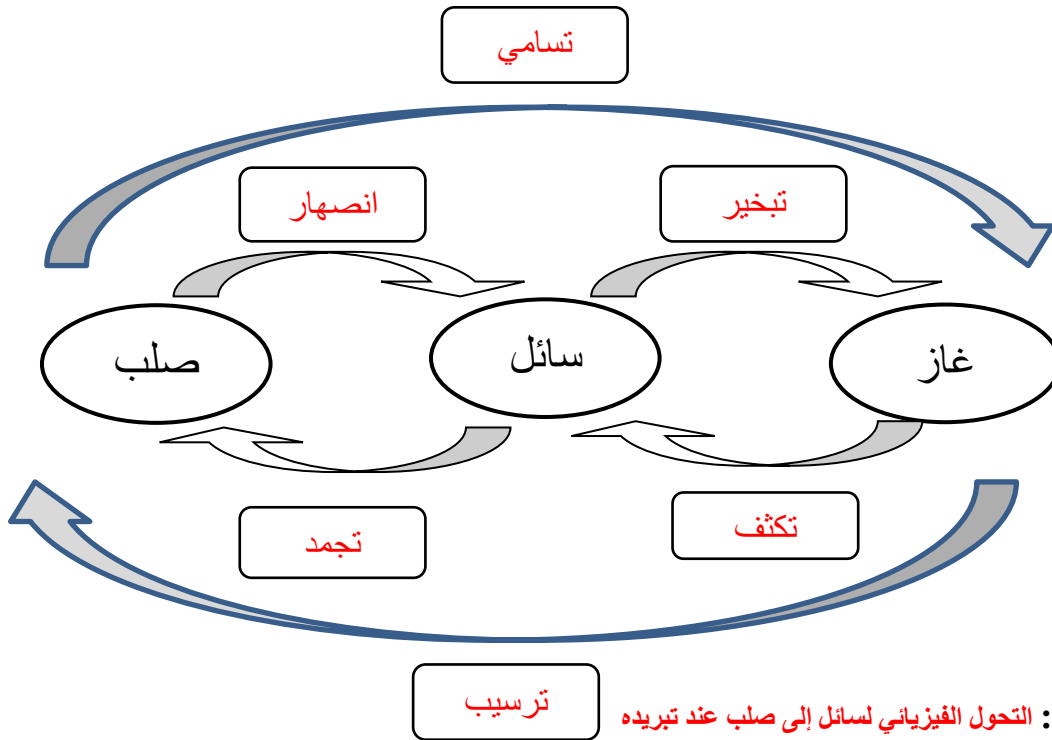 تسامي
انصهار
تبخير
صلب
سائل
غاز
تجمد
تكثف
ترسيب
: التحول الفيزيائي لسائل إلى صلب عند تبريده